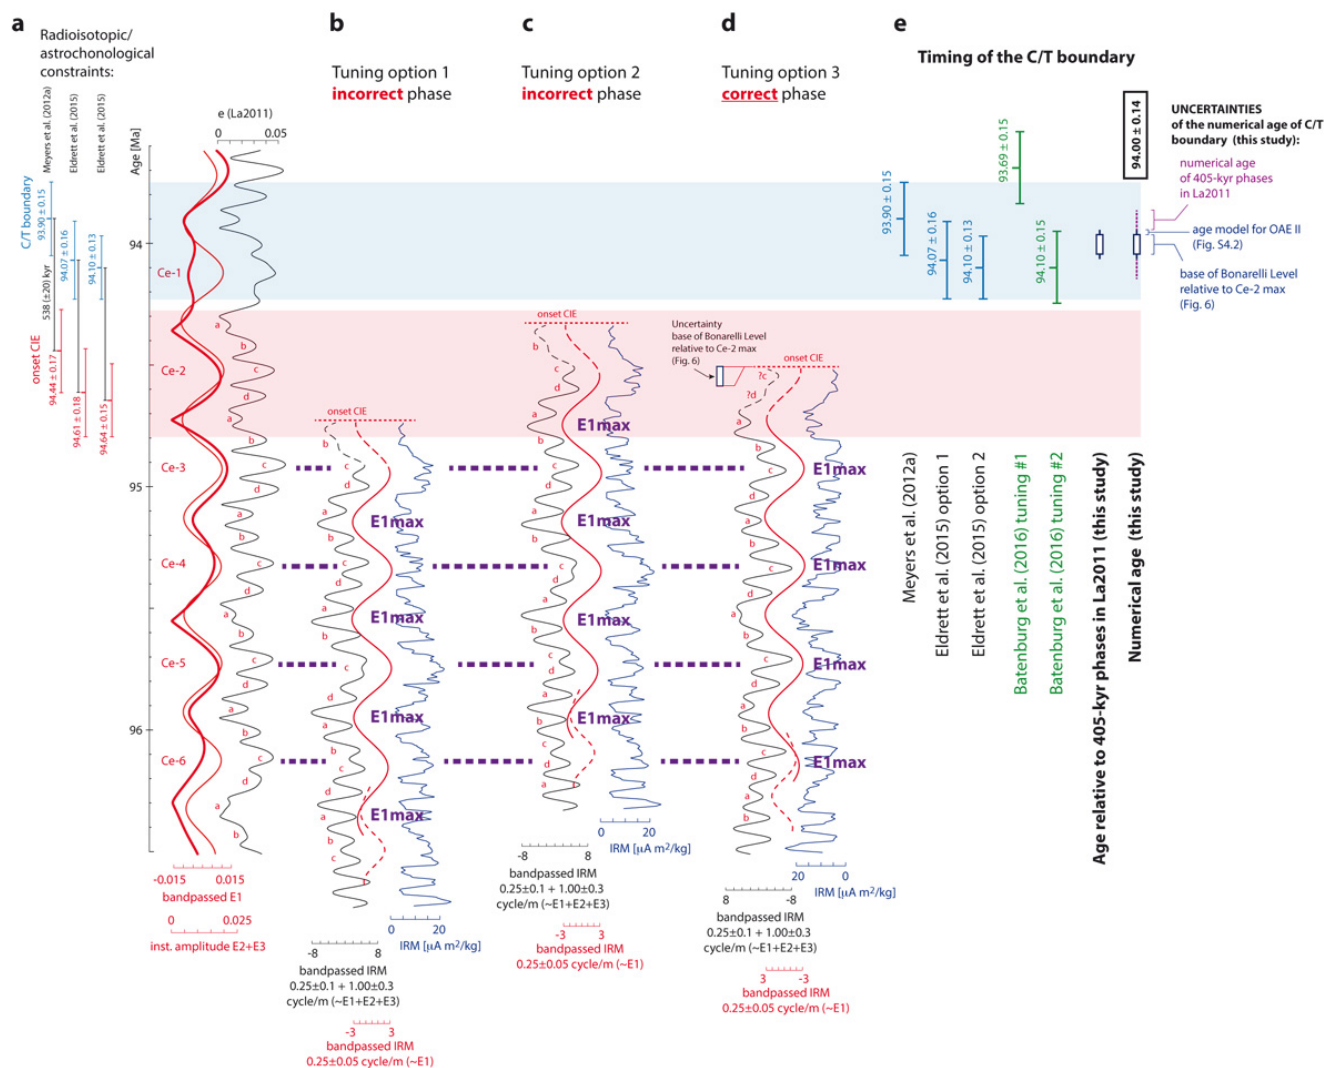 a
Radioisotopic/
astrochonological
constraints:
Meyers et al. (2012a)
Eldrett et al. (2015)
Eldrett et al. (2015)
C/T boundary
93.90 ± 0.15
94.07 ± 0.16
94.10 ± 0.13
538 (±20) kyr
onset CIE
94.44 ± 0.17
94.61 ± 0.18
94.64 ± 0.15
Age [Ma]
94
95
96
e (La2011)
0 0.05
Ce-1
Ce-2
Ce-3
Ce-4
Ce-5
Ce-6
a
b
c
d
a
b
c
d
a
b
c
d
a
b
c
d
a
b
c
d
a
b
-0.015 0.015
bandpassed E1
0 0.025
inst. amplitude E2+E3
b
Tuning option 1
incorrect phase
onset CIE
b
c
d
a
b
c
d
a
b
c
d
a
b
c
d
a
b
c
E1max
E1max
E1max
E1max
0 20
IRM [μA m2/kg]
-8 8
bandpassed IRM
0.25±0.1 + 1.00±0.3
cycle/m (~E1+E2+E3)
-3 3
bandpassed IRM
0.25±0.05 cycle/m (~E1)
c
Tuning option 2
incorrect phase
onset CIE
b
c
d
a
b
c
d
a
b
c
d
a
b
c
d
a
b
c
d
a
E1max
E1max
E1max
E1max
0 20
IRM [μA m2/kg]
-8 8
bandpassed IRM
0.25±0.1 + 1.00±0.3
cycle/m (~E1+E2+E3)
-3 3
bandpassed IRM
0.25±0.05 cycle/m (~E1)
d
Tuning option 3
correct phase
Uncertainty
base of Bonarelli Level
relative to Ce-2 max
(Fig. 6)
onset CIE
?c
?d
a
b
c
d
a
b
c
d
a
b
c
d
a
b
c
d
a
b
E1max
E1max
E1max
E1max
20 0
IRM [μA m2/kg]
8 -8
bandpassed IRM
0.25±0.1 + 1.00±0.3
cycle/m (~E1+E2+E3)
3 -3
bandpassed IRM
0.25±0.05 cycle/m (~E1)
e
Timing of the C/T boundary
93.90 ± 0.15
94.07 ± 0.16
94.10 ± 0.13
93.69 ± 0.15
94.10 ± 0.15
94.00 ± 0.14
UNCERTAINTIES
of the numerical age of C/T
boundary (this study):
numerical age
of 405-kyr phases
in La2011
age model for OAE II
(Fig. S4.2)
base of Bonarelli Level
relative to Ce-2 max
(Fig. 6)
Meyers et al. (2012a)
Eldrett et al. (2015) option 1
Eldrett et al. (2015) option 2
Batenburg et al. (2016) tuning #1
Batenburg et al. (2016) tuning #2
Age relative to 405-kyr phases in La2011 (this study)
Numerical age (this study)